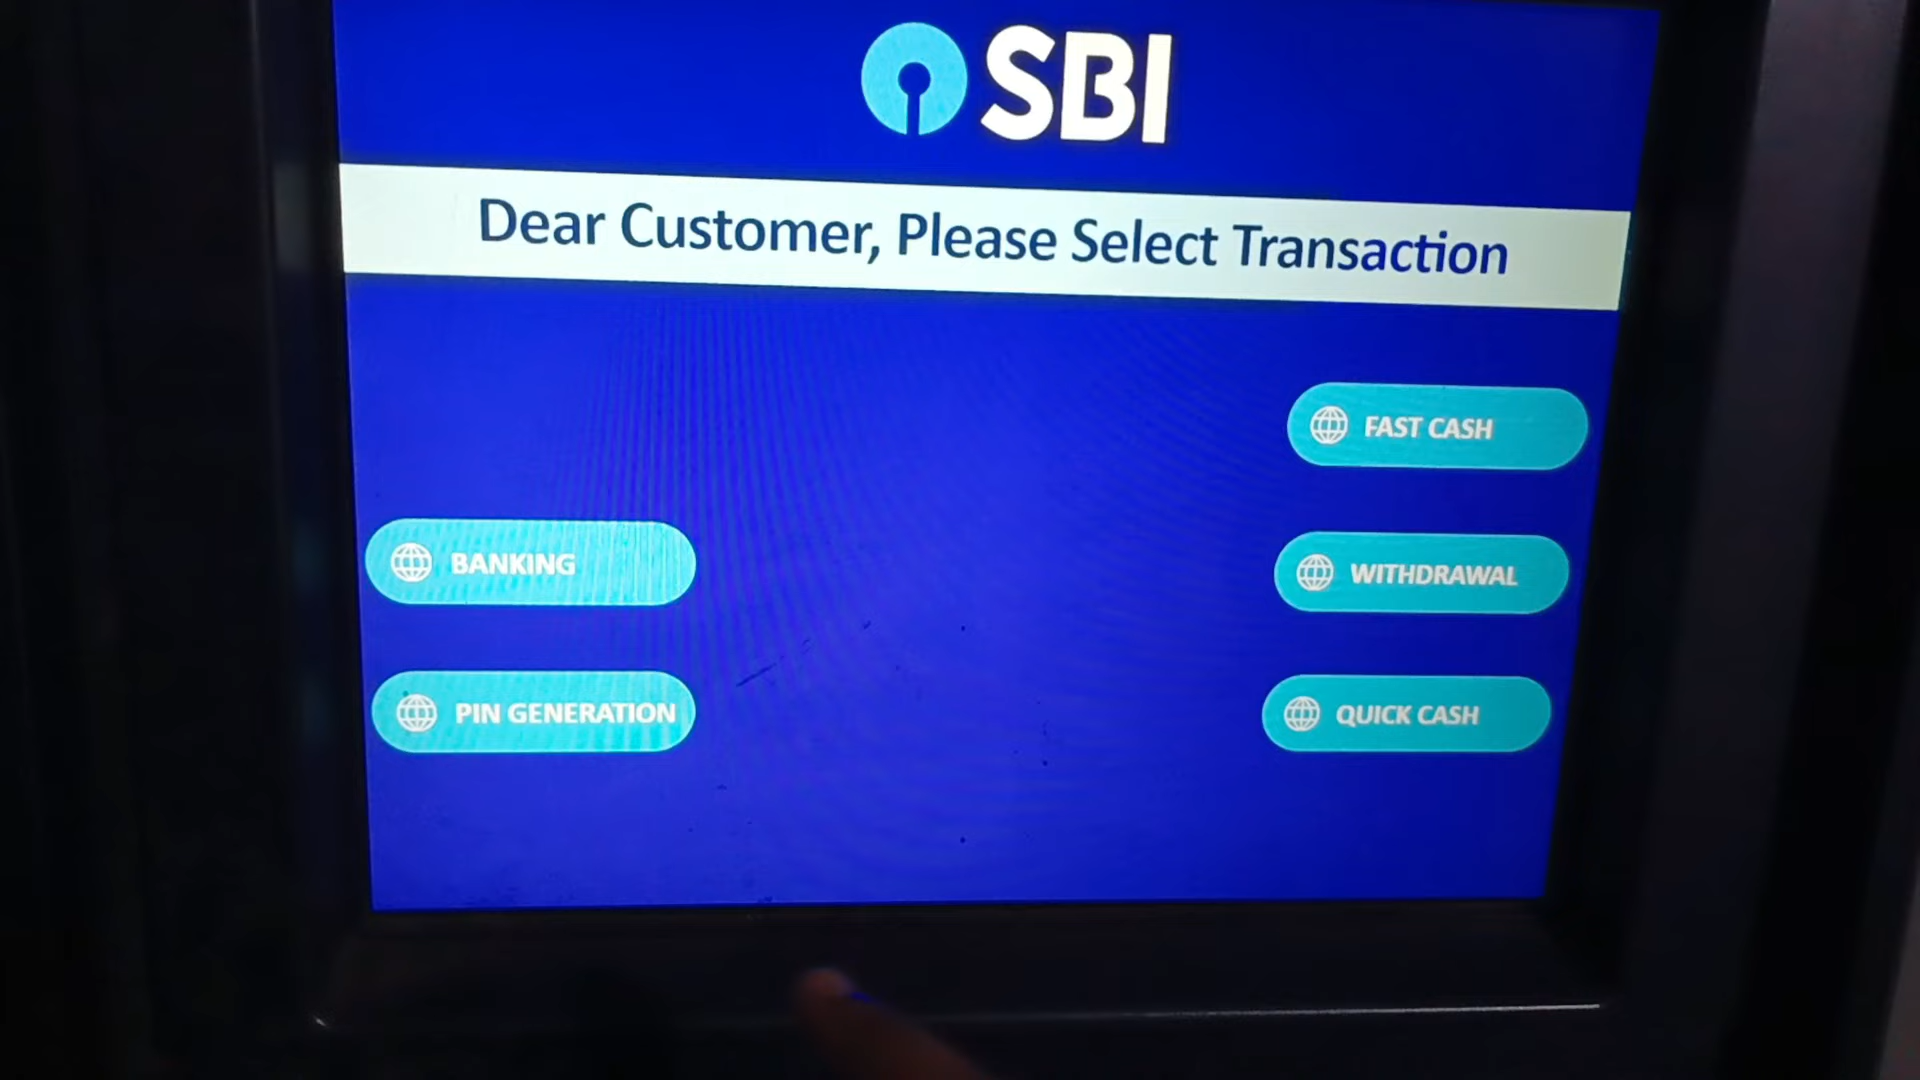 SBI
Dear Customer, Please Select Transaction
FAST CASH
BANKING
WITHDRAWAL
PIN GENERATION
QUICK CASH